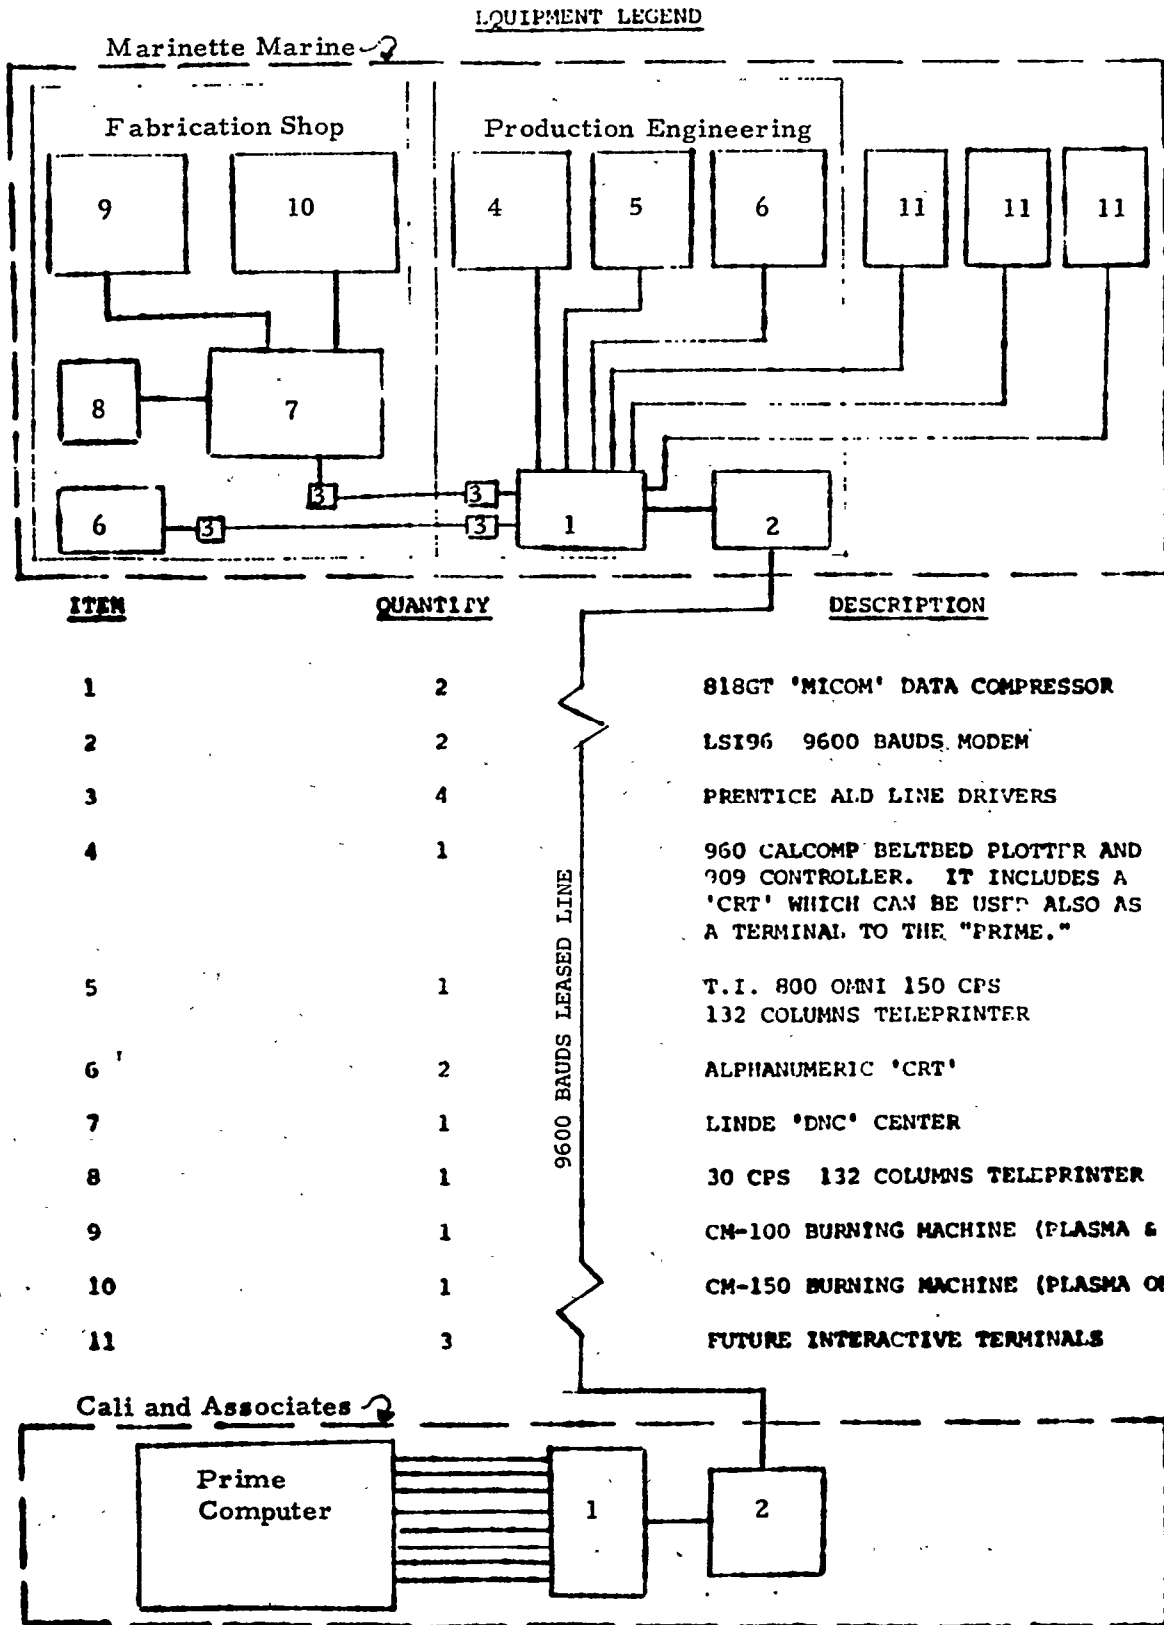 EQUIPMENT LEGEND
Marinette Marine
Fabrication Shop
Production Engineering
9
10
4
5
6
11
11
11
8
7
3
3
6
3
3
1
2
ITEM QUANTITY DESCRIPTION
1 2 818GT 'MICOM' DATA COMPRESSOR
2 2 LSI96 9600 BAUDS MODEM
3 4 PRENTICE ALD LINE DRIVERS
4 1 960 CALCOMP BELTBED PLOTTER AND
909 CONTROLLER. IT INCLUDES A
'CRT' WHICH CAN BE USED ALSO AS
A TERMINAL TO THE "PRIME."
5 1 T.I. 800 OMNI 150 CPS
132 COLUMNS TELEPRINTER
6 2 ALPHANUMERIC 'CRT'
7 1 LINDE 'DNC' CENTER
8 1 30 CPS 132 COLUMNS TELEPRINTER
9 1 CM-100 BURNING MACHINE (PLASMA &
10 1 CM-150 BURNING MACHINE (PLASMA
11 3 FUTURE INTERACTIVE TERMINALS
9600 BAUDS LEASED LINE
Cali and Associates
Prime
Computer
1
2